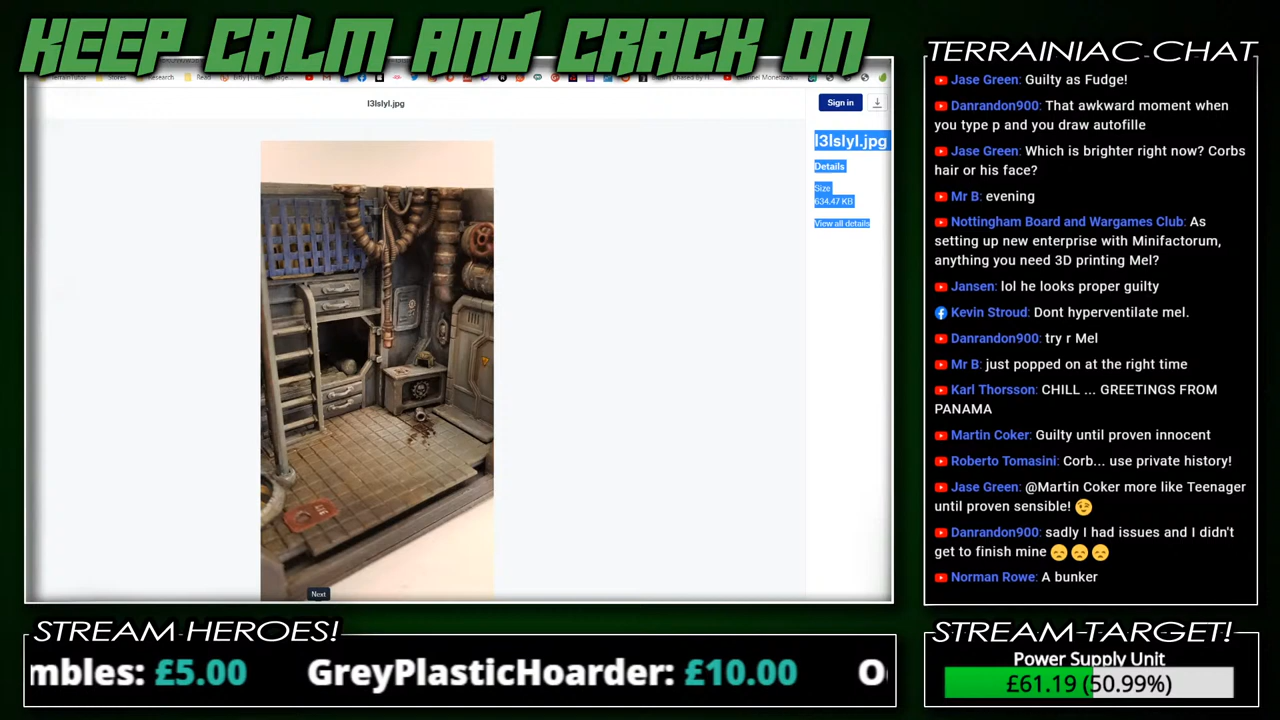 KEEP CALM AND CRACK ON
TERRAINIAC CHAT
Stores
Research
Read
l3lslyl.jpg
Sign in
l3lslyl.jpg
Details
Size
634.47 KB
View all details
Next
Jase Green: Guilty as Fudge!
Danrandon900: That awkward moment when
you type p and you draw autofille
Jase Green: Which is brighter right now? Corbs
hair or his face?
Mr B: evening
Nottingham Board and Wargames Club: As
setting up new enterprise with Minifactorum,
anything you need 3D printing Mel?
Jansen: lol he looks proper guilty
Kevin Stroud: Dont hyperventilate mel.
Danrandon900: try r Mel
Mr B: just popped on at the right time
Karl Thorsson: CHILL ... GREETINGS FROM
PANAMA
Martin Coker: Guilty until proven innocent
Roberto Tomasini: Corb... use private history!
Jase Green: @Martin Coker more like Teenager
until proven sensible! 😉
Danrandon900: sadly I had issues and I didn't
get to finish mine 😞 😞 😞
Norman Rowe: A bunker
STREAM HEROES!
mbles: £5.00 GreyPlasticHoarder: £10.00
STREAM TARGET!
Power Supply Unit
£61.19 (50.99%)